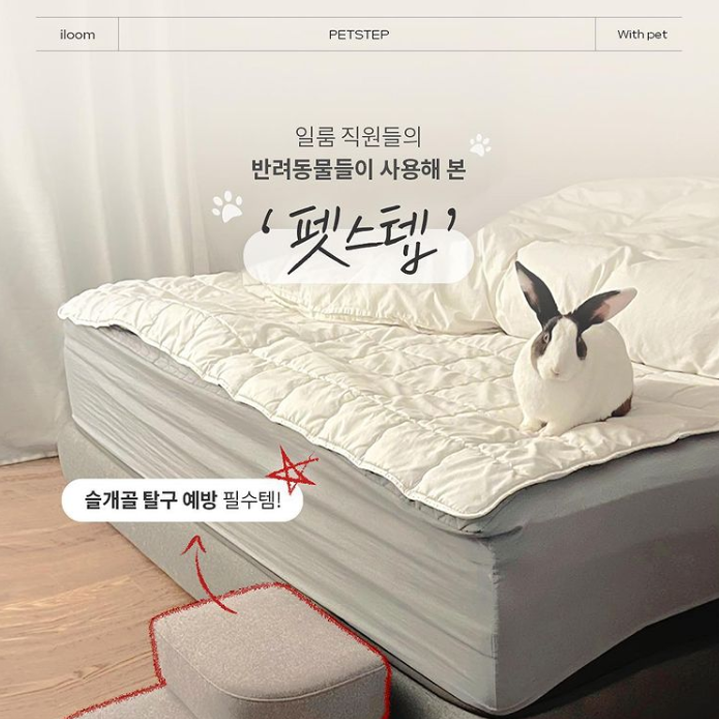 iloom
PETSTEP
With pet
일룸 직원들의
반려동물들이 사용해 본
‘펫스텝’
슬개골 탈구 예방 필수템!